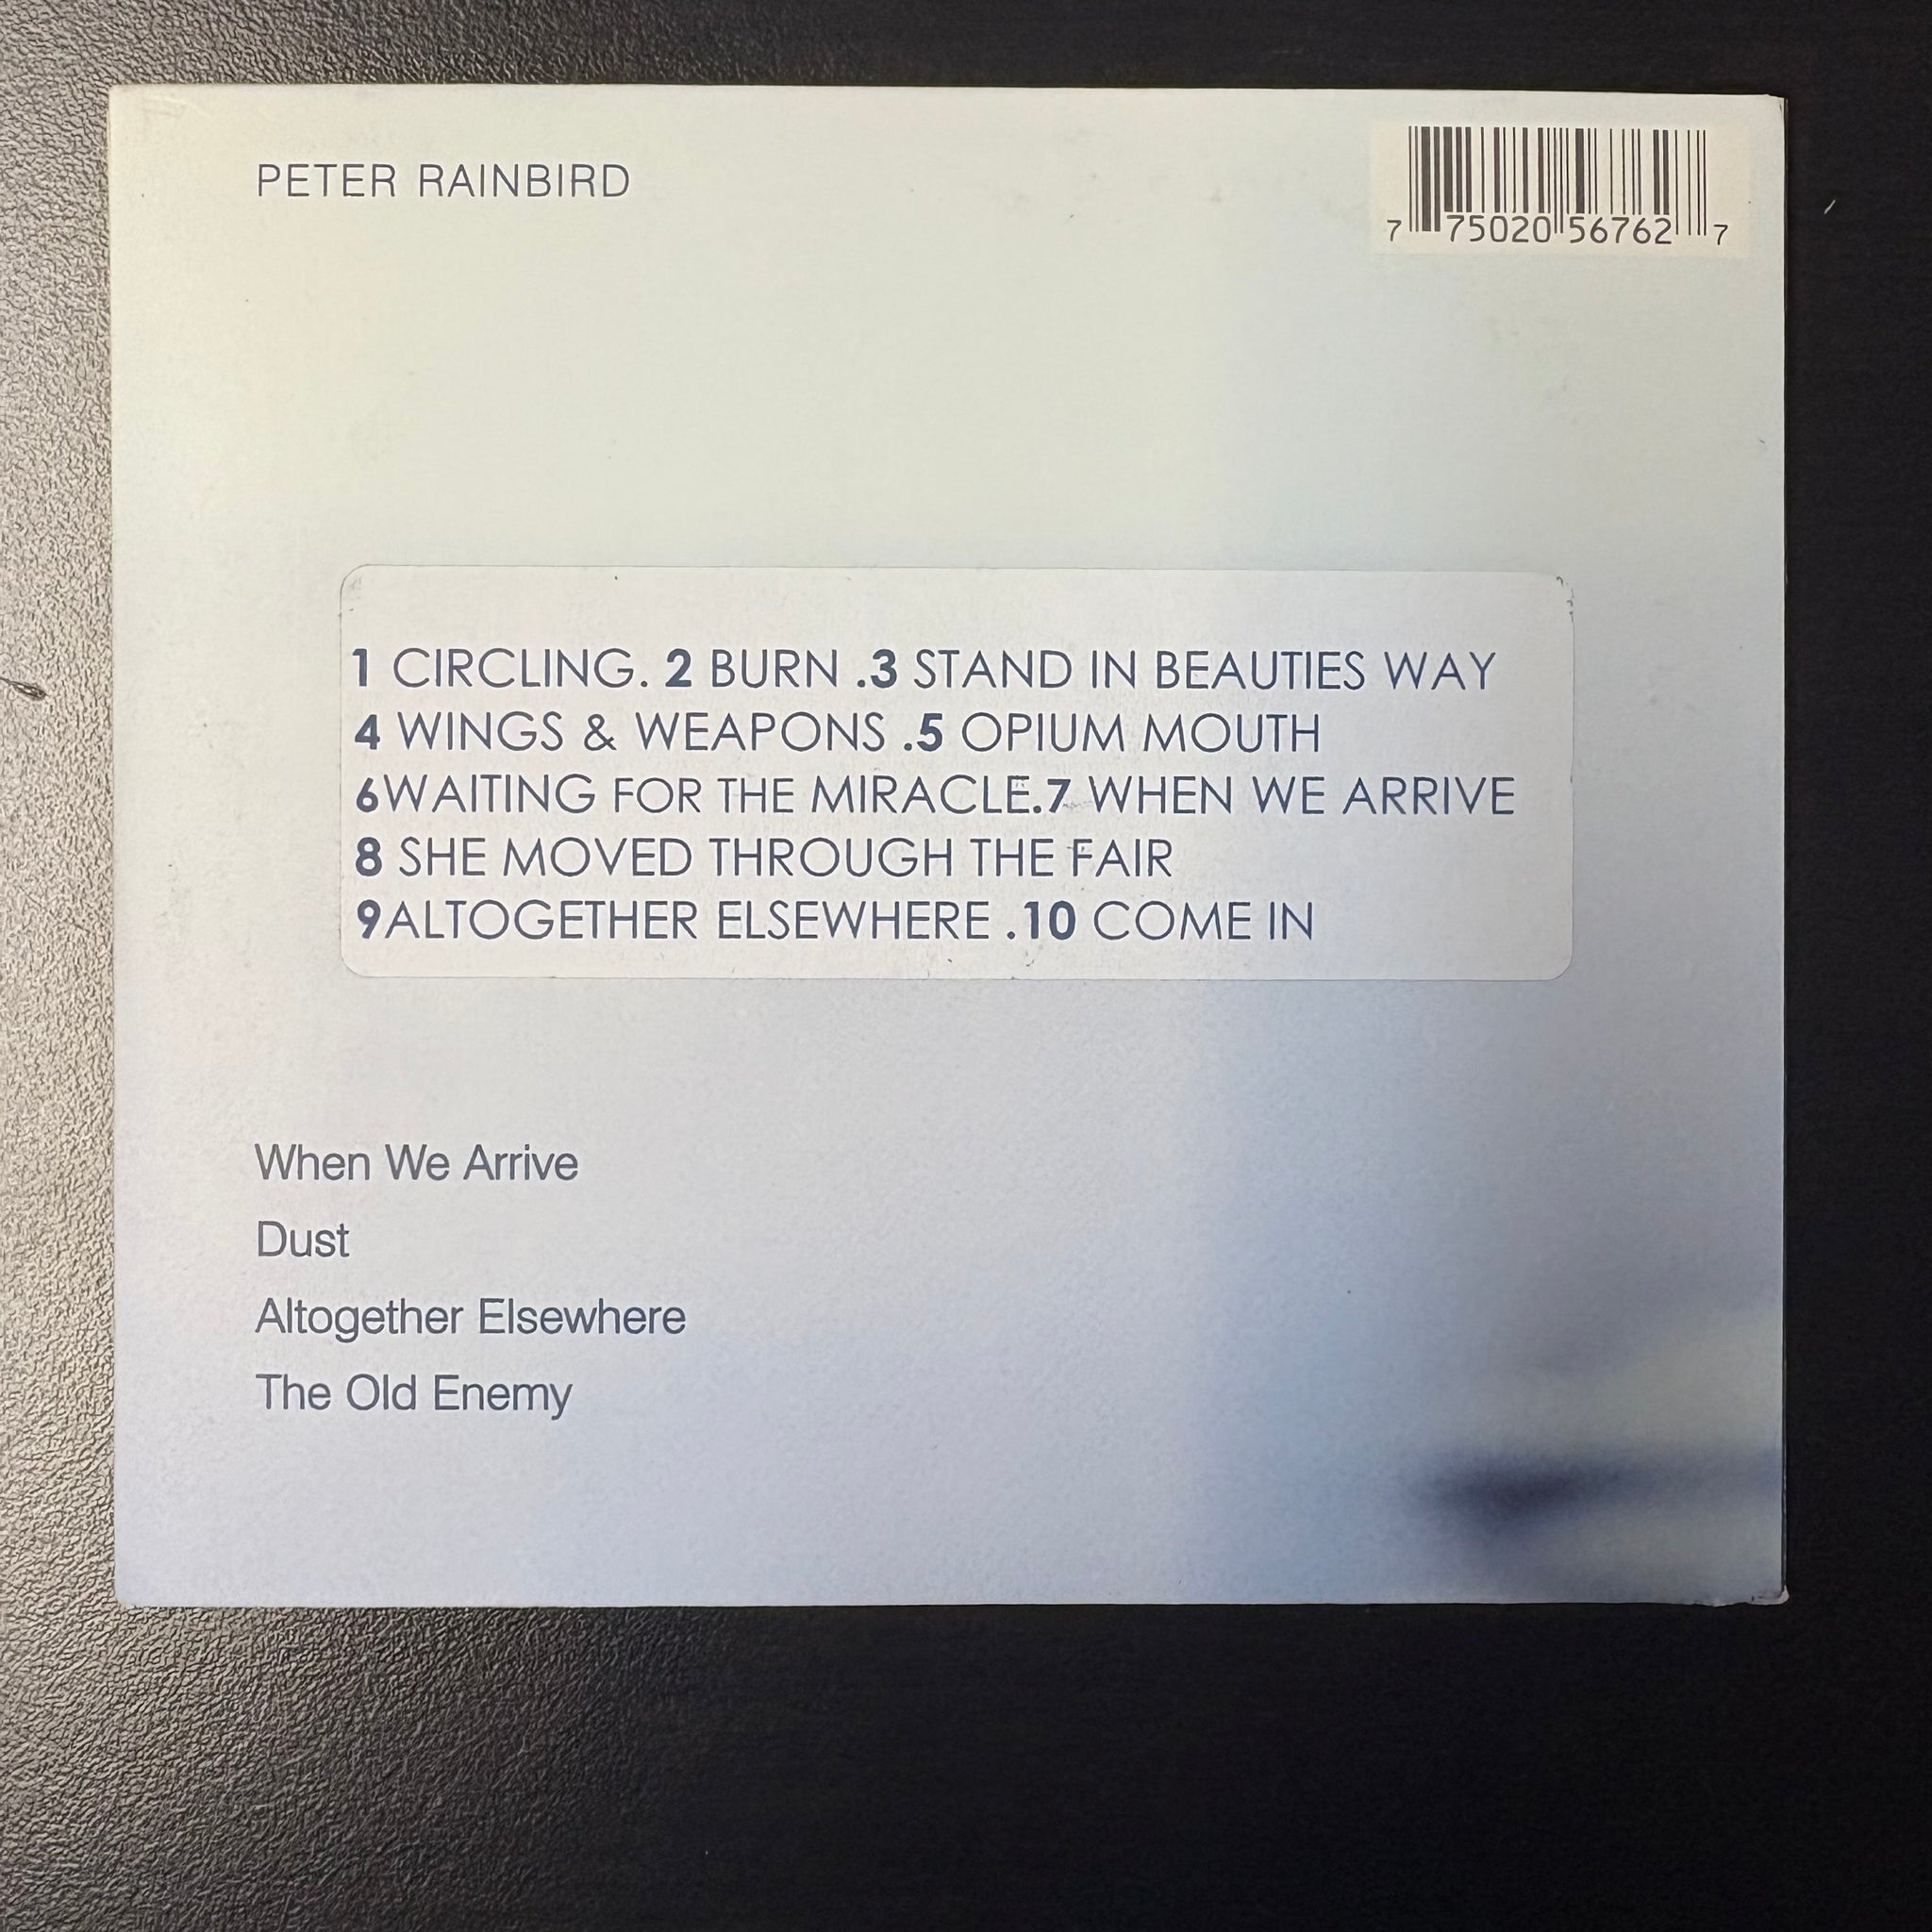 PETER RAINBIRD
7 75020 56762 7
1 CIRCLING. 2 BURN .3 STAND IN BEAUTIES WAY
4 WINGS & WEAPONS .5 OPIUM MOUTH
6WAITING FOR THE MIRACLE.7 WHEN WE ARRIVE
8 SHE MOVED THROUGH THE FAIR
9ALTOGETHER ELSEWHERE .10 COME IN
When We Arrive
Dust
Altogether Elsewhere
The Old Enemy